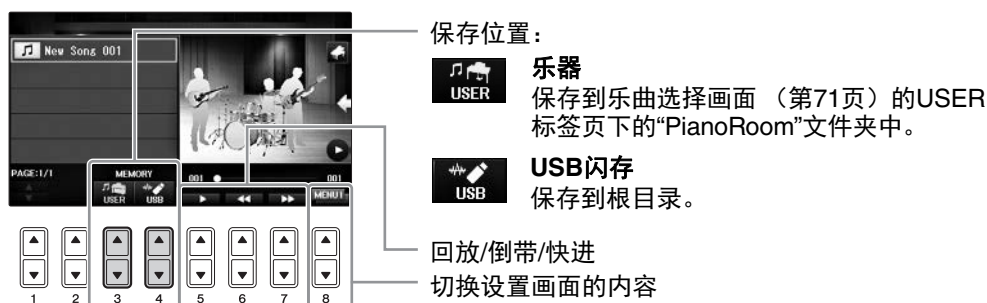 New Song 001
PAGE:1/1
MEMORY
USER
USB
001
001
MENU1
1 2 3 4 5 6 7 8
保存位置：
USER
乐器
保存到乐曲选择画面 （第71页）的USER
标签页下的“PianoRoom”文件夹中。
USB
USB闪存
保存到根目录。
回放/倒带/快进
切换设置画面的内容